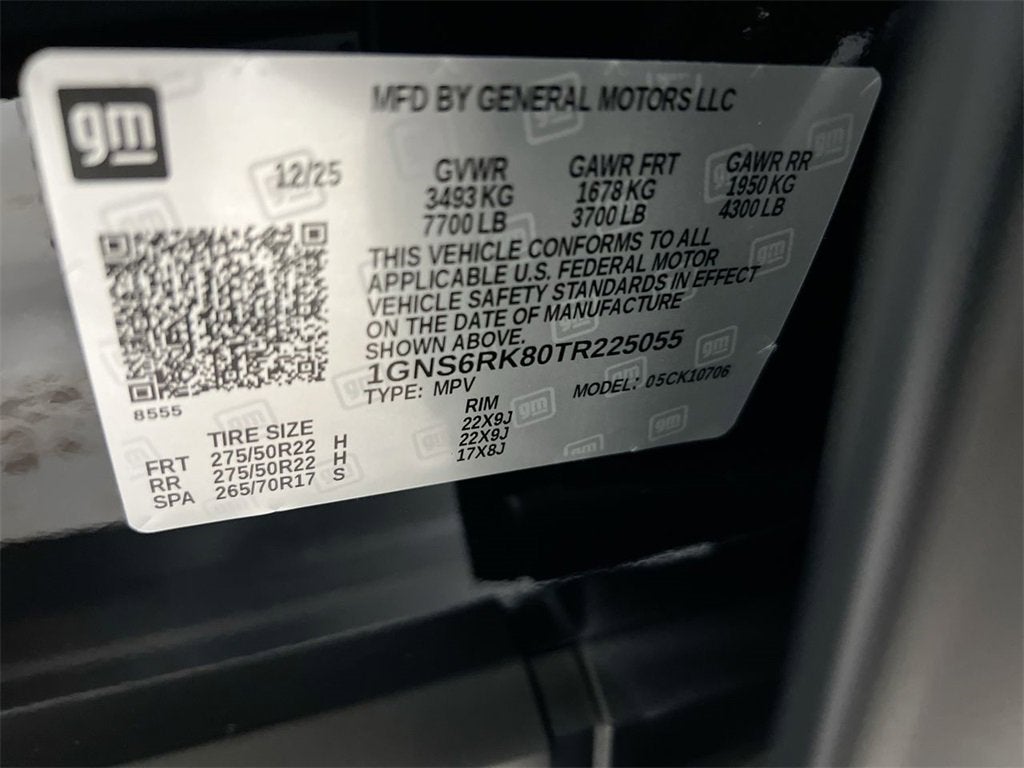 gm
MFD BY GENERAL MOTORS LLC
12/25
GVWR GAWR FRT GAWR RR
3493 KG 1678 KG 1950 KG
7700 LB 3700 LB 4300 LB
THIS VEHICLE CONFORMS TO ALL
APPLICABLE U.S. FEDERAL MOTOR
VEHICLE SAFETY STANDARDS IN EFFECT
ON THE DATE OF MANUFACTURE
SHOWN ABOVE.
1GNS6RK80TR225055
TYPE: MPV MODEL: 05CK10706
8555
TIRE SIZE RIM
FRT 275/50R22 H 22X9J
RR 275/50R22 H 22X9J
SPA 265/70R17 S 17X8J